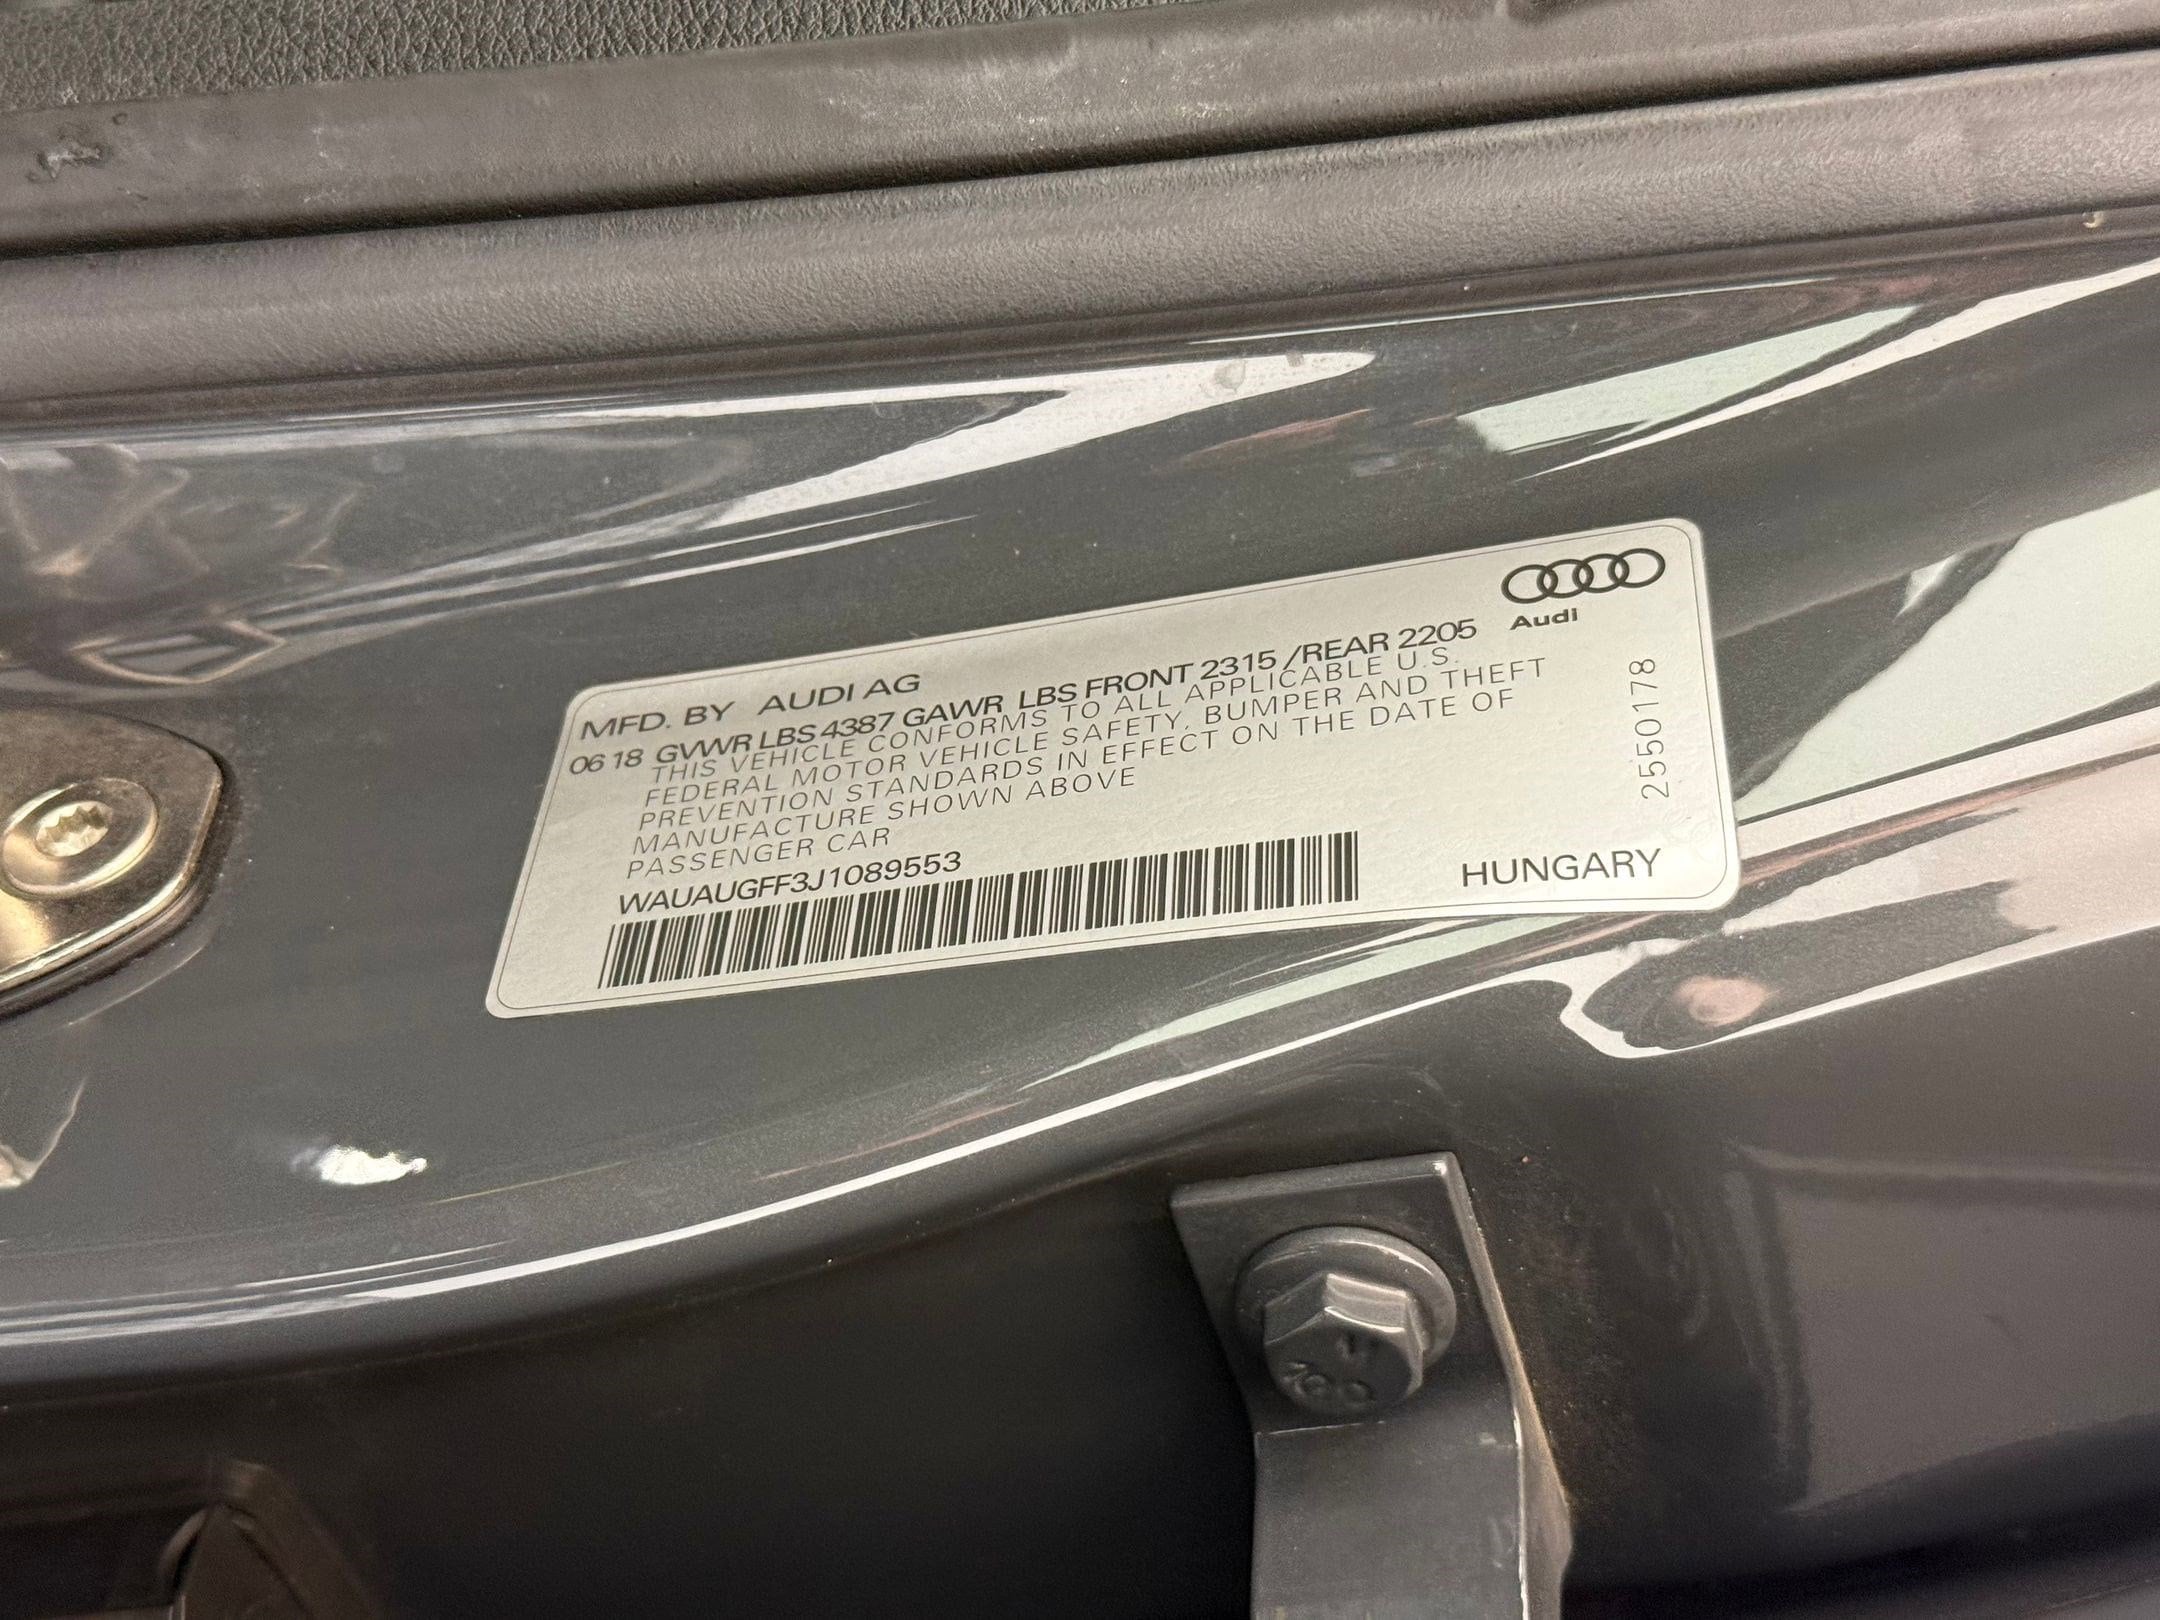 Audi
MFD. BY AUDI AG
06 18 GVWR LBS 4387 GAWR LBS FRONT 2315 /REAR 2205
THIS VEHICLE CONFORMS TO ALL APPLICABLE U.S.
FEDERAL MOTOR VEHICLE SAFETY, BUMPER AND THEFT
PREVENTION STANDARDS IN EFFECT ON THE DATE OF
MANUFACTURE SHOWN ABOVE
PASSENGER CAR
WAUAUGFF3J1089553
HUNGARY
2550178
100